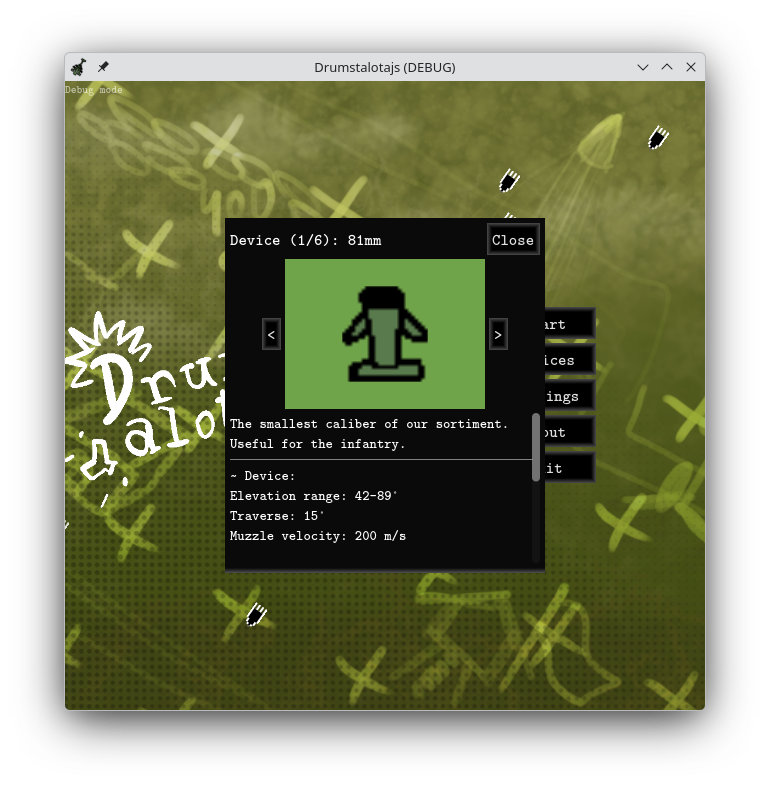 Drumstalotajs (DEBUG)
Debug mode
Device (1/6): 81mm
Close
<
>
art
ices
ings
out
it
Dru
alo
The smallest caliber of our sortiment.
Useful for the infantry.
~ Device:
Elevation range: 42-89°
Traverse: 15°
Muzzle velocity: 200 m/s